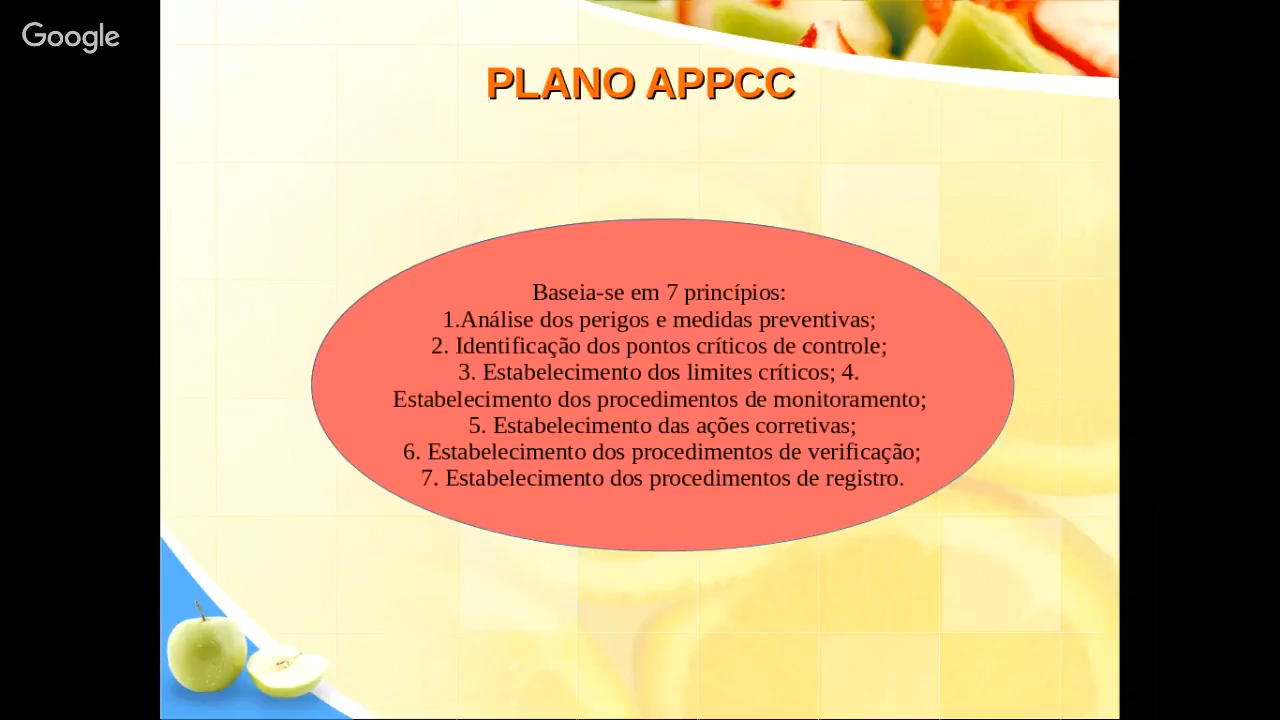 Google
PLANO APPCC
Baseia-se em 7 princípios:
1.Análise dos perigos e medidas preventivas;
2. Identificação dos pontos críticos de controle;
3. Estabelecimento dos limites críticos; 4.
Estabelecimento dos procedimentos de monitoramento;
5. Estabelecimento das ações corretivas;
6. Estabelecimento dos procedimentos de verificação;
7. Estabelecimento dos procedimentos de registro.